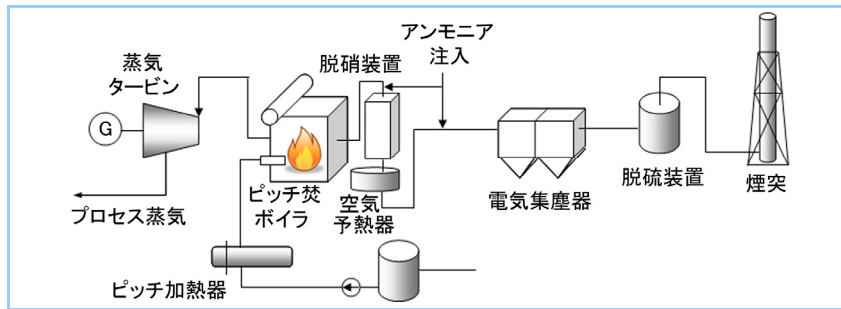 アンモニア
注入
蒸気
タービン
脱硝装置
G
プロセス蒸気
ピッチ焚
ボイラ
空気
予熱器
電気集塵器
脱硫装置
煙突
ピッチ加熱器